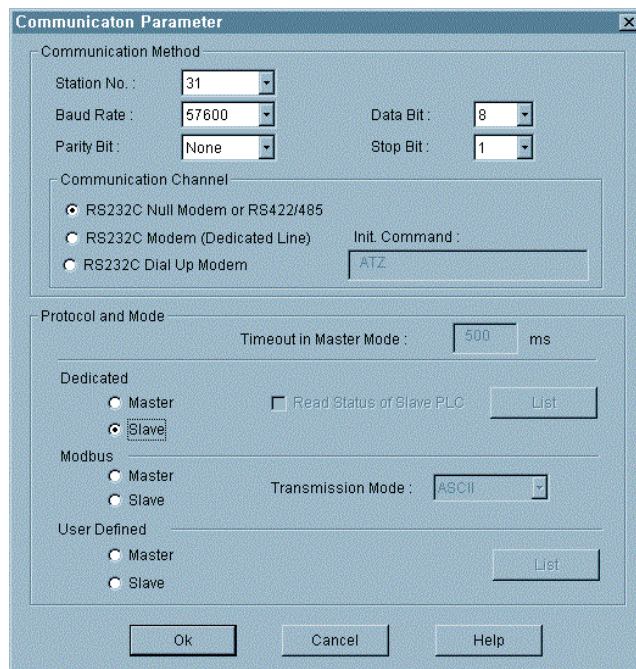 Communicaton Parameter
Communication Method
Station No. : 31
Baud Rate : 57600 Data Bit : 8
Parity Bit : None Stop Bit : 1
Communication Channel
RS232C Null Modem or RS422/485
RS232C Modem (Dedicated Line) Init. Command :
RS232C Dial Up Modem ATZ
Protocol and Mode
Timeout in Master Mode : 500 ms
Dedicated
Master Read Status of Slave PLC List
Slave
Modbus
Master
Transmission Mode : ASCII
Slave
User Defined
Master
List
Slave
Ok Cancel Help